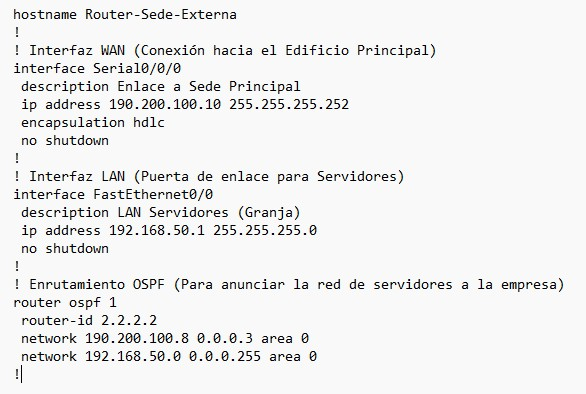 hostname Router-Sede-Externa
!
! Interfaz WAN (Conexión hacia el Edificio Principal)
interface Serial0/0/0
 description Enlace a Sede Principal
 ip address 190.200.100.10 255.255.255.252
 encapsulation hdlc
 no shutdown
!
! Interfaz LAN (Puerta de enlace para Servidores)
interface FastEthernet0/0
 description LAN Servidores (Granja)
 ip address 192.168.50.1 255.255.255.0
 no shutdown
!
! Enrutamiento OSPF (Para anunciar la red de servidores a la empresa)
router ospf 1
 router-id 2.2.2.2
 network 190.200.100.8 0.0.0.3 area 0
 network 192.168.50.0 0.0.0.255 area 0
!